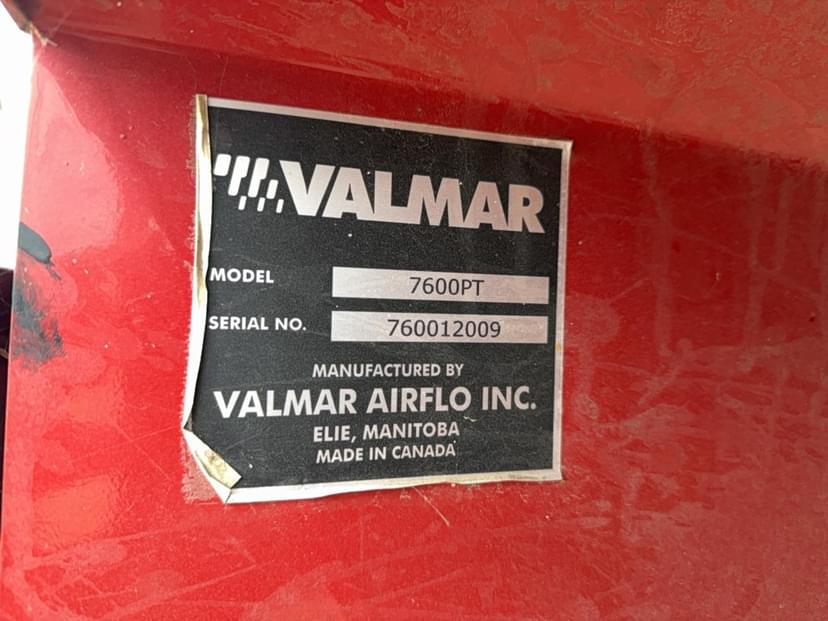 VALMAR
MODEL 7600PT
SERIAL NO. 760012009
MANUFACTURED BY
VALMAR AIRFLO INC.
ELIE, MANITOBA
MADE IN CANADA